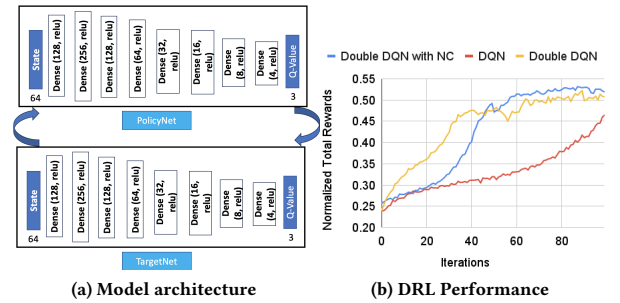 State
Dense (128, relu)
Dense (256, relu)
Dense (128, relu)
Dense (64, relu)
Dense (32,
relu)
Dense (16,
relu)
Dense
(8, relu)
Dense
(4, relu)
Q-Value
64
3
PolicyNet
State
Dense (128, relu)
Dense (256, relu)
Dense (128, relu)
Dense (64, relu)
Dense (32,
relu)
Dense (16,
relu)
Dense
(8, relu)
Dense
(4, relu)
Q-Value
64
3
TargetNet
(a) Model architecture
Double DQN with NC DQN Double DQN
Normalized Total Rewards
0.55
0.50
0.45
0.40
0.35
0.30
0.25
0.20
0 20 40 60 80
Iterations
(b) DRL Performance